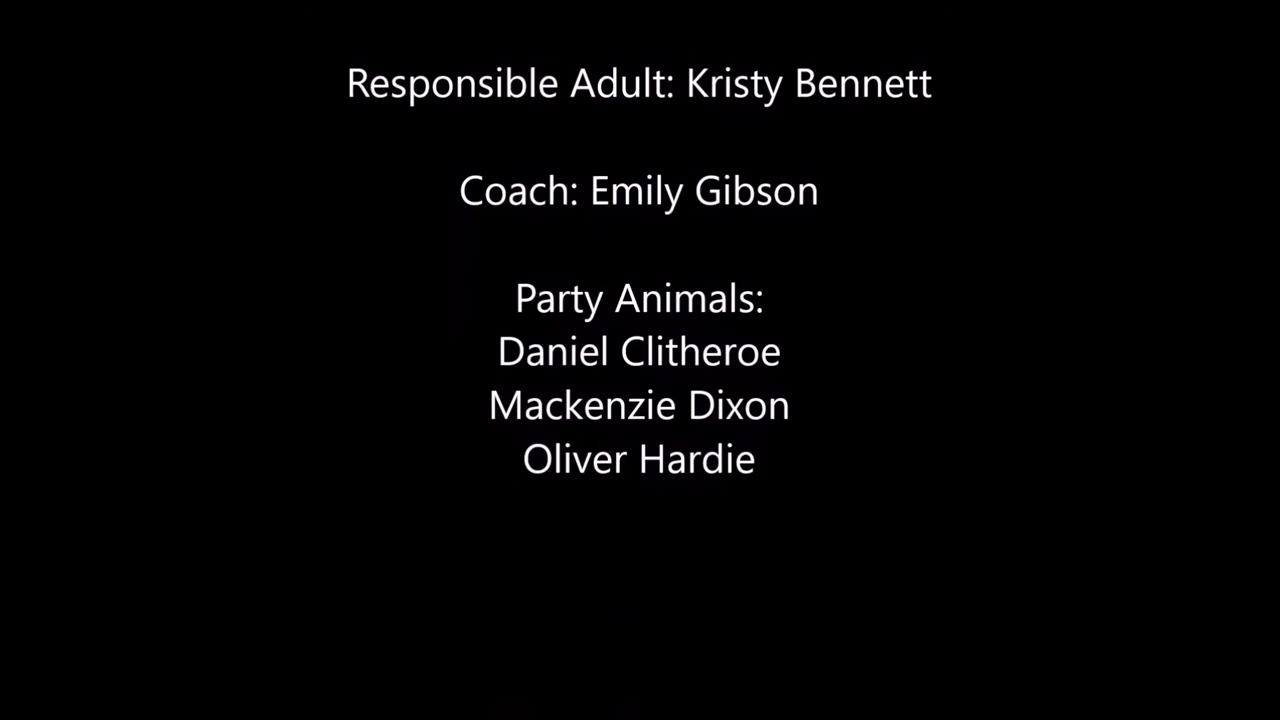 Responsible Adult: Kristy Bennett
Coach: Emily Gibson
Party Animals:
Daniel Clitheroe
Mackenzie Dixon
Oliver Hardie